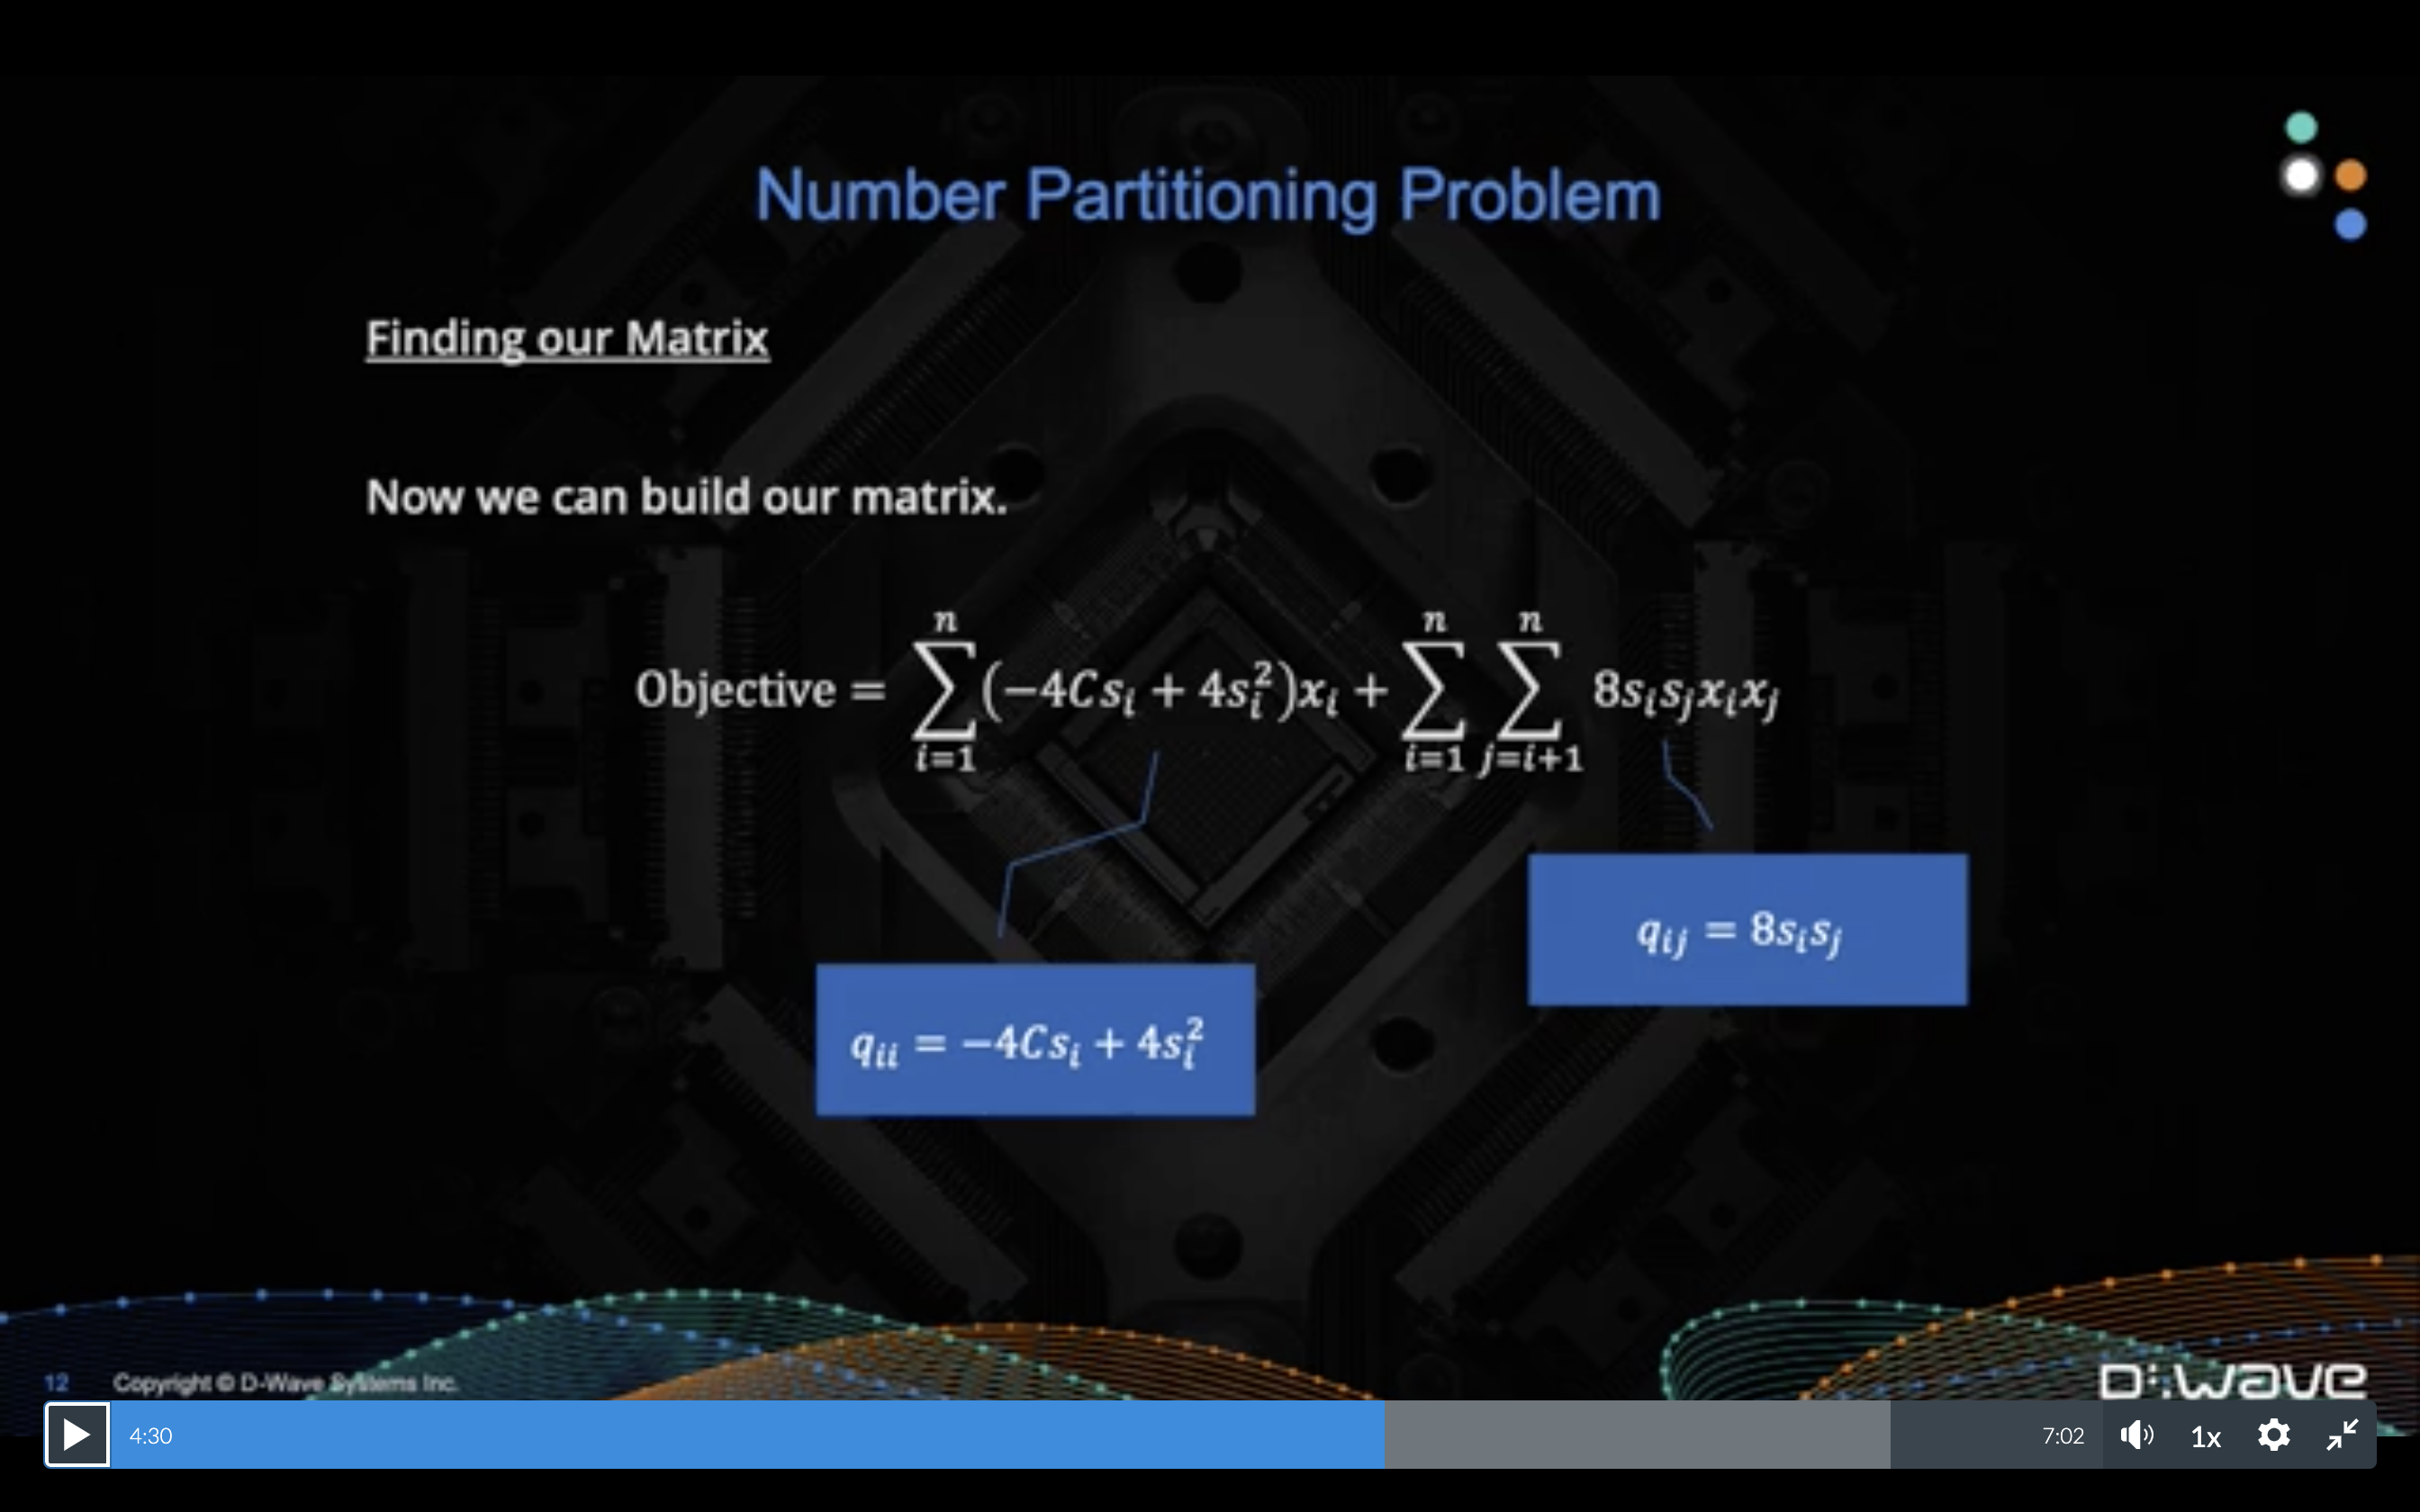 Number Partitioning Problem
Finding our Matrix
Now we can build our matrix.
Objective = \sum_{i=1}^{n} (−4Cs_i + 4s_i^2)x_i + \sum_{i=1}^{n} \sum_{j=i+1}^{n} 8s_is_jx_ix_j
q_{ij} = 8s_is_j
q_{ii} = −4Cs_i + 4s_i^2
12 Copyright © D-Wave Systems Inc.
D:wave
4:30 7:02 1x